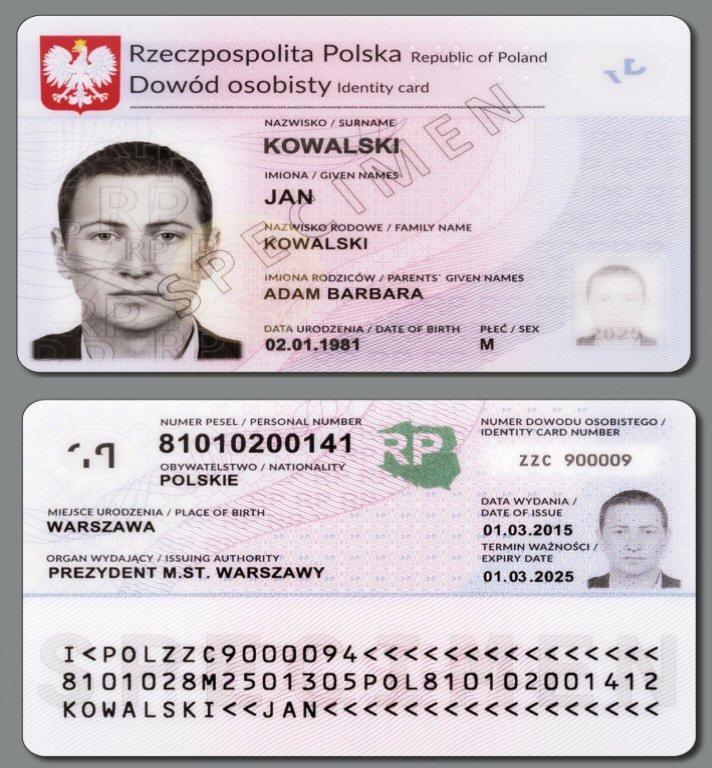 Rzeczpospolita Polska Republic of Poland
Dowód osobisty Identity card
NAZWISKO / SURNAME
KOWALSKI
IMIONA / GIVEN NAMES
JAN
NAZWISKO RODOWE / FAMILY NAME
KOWALSKI
IMIONA RODZICÓW / PARENTS` GIVEN NAMES
ADAM BARBARA
DATA URODZENIA / DATE OF BIRTH PŁEĆ / SEX
02.01.1981 M
SPECIMEN
2025
NUMER PESEL / PERSONAL NUMBER
81010200141
OBYWATELSTWO / NATIONALITY
POLSKIE
RP
NUMER DOWODU OSOBISTEGO /
IDENTITY CARD NUMBER
ZZC 900009
MIEJSCE URODZENIA / PLACE OF BIRTH
WARSZAWA
DATA WYDANIA /
DATE OF ISSUE
01.03.2015
ORGAN WYDAJĄCY / ISSUING AUTHORITY
PREZYDENT M.ST. WARSZAWY
TERMIN WAŻNOŚCI /
EXPIRY DATE
01.03.2025
SPECIMEN
I<POLZZC9000094<<<<<<<<<<<<<<<
8101028M2501305POL810102001412
KOWALSKI<<JAN<<<<<<<<<<<<<<<<<